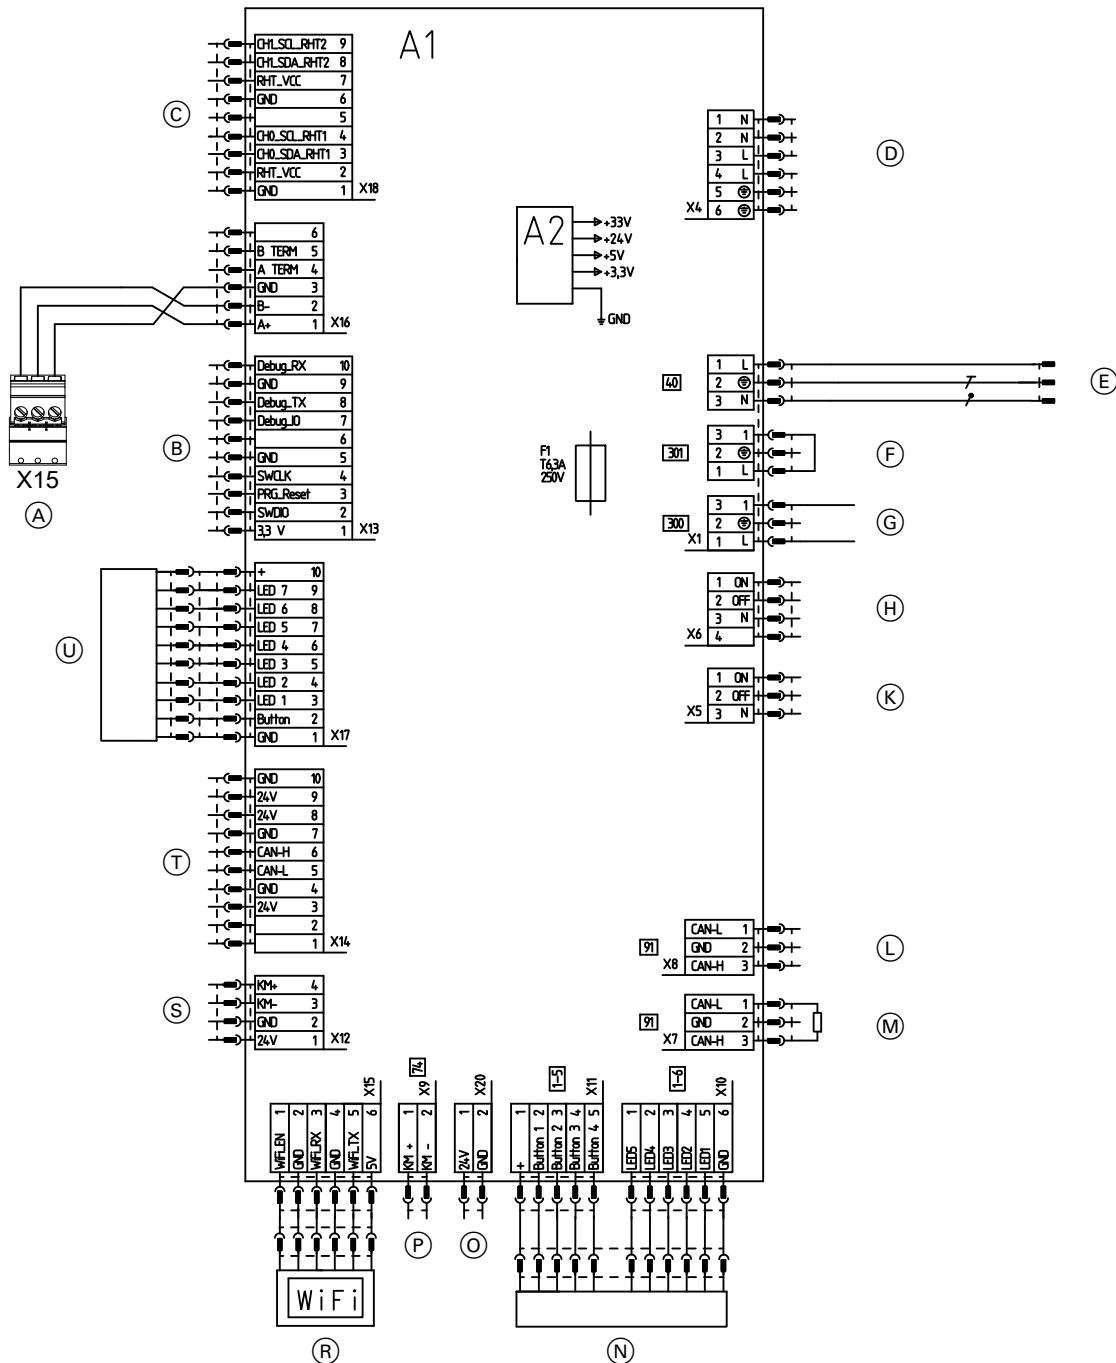 A1
CH1_SCL_RHT2 9
CH1_SDA_RHT2 8
RHT_VCC 7
GND 6
5
CH0_SCL_RHT1 4
CH0_SDA_RHT1 3
RHT_VCC 2
GND 1 X18
C
6
B TERM 5
A TERM 4
GND 3
B- 2
A+ 1 X16
X15
A
Debug_RX 10
GND 9
Debug_TX 8
Debug_IO 7
6
GND 5
SWCLK 4
PRG_Reset 3
SWDIO 2
3,3 V 1 X13
B
+ 10
LED 7 9
LED 6 8
LED 5 7
LED 4 6
LED 3 5
LED 2 4
LED 1 3
Button 2
GND 1 X17
U
GND 10
24V 9
24V 8
GND 7
CAN-H 6
CAN-L 5
GND 4
24V 3
2
1 X14
T
KM+ 4
KM- 3
GND 2
24V 1 X12
S
A2
+33V
+24V
+5V
+3,3V
GND
F1
T6,3A
250V
1 N
2 N
3 L
4 L
5
X4 6
D
40
1 L
2
3 N
E
301
3 1
2
1 L
F
300
3 1
2
X1 1 L
G
1 ON
2 OFF
3 N
X6 4
H
1 ON
2 OFF
X5 3 N
K
91
CAN-L 1
GND 2
X8 CAN-H 3
L
91
CAN-L 1
GND 2
X7 CAN-H 3
M
X15
WiFi_EN 1
GND 2
WiFi_RX 3
GND 4
WiFi_TX 5
5V 6
WiFi
R
74
X9
KM + 1
KM - 2
P
X20
24V 1
GND 2
O
1-5
X11
+ 1
Button 1 2
Button 2 3
Button 3 4
Button 4 5
1-6
X10
LED5 1
LED4 2
LED3 3
LED2 4
LED1 5
GND 6
N